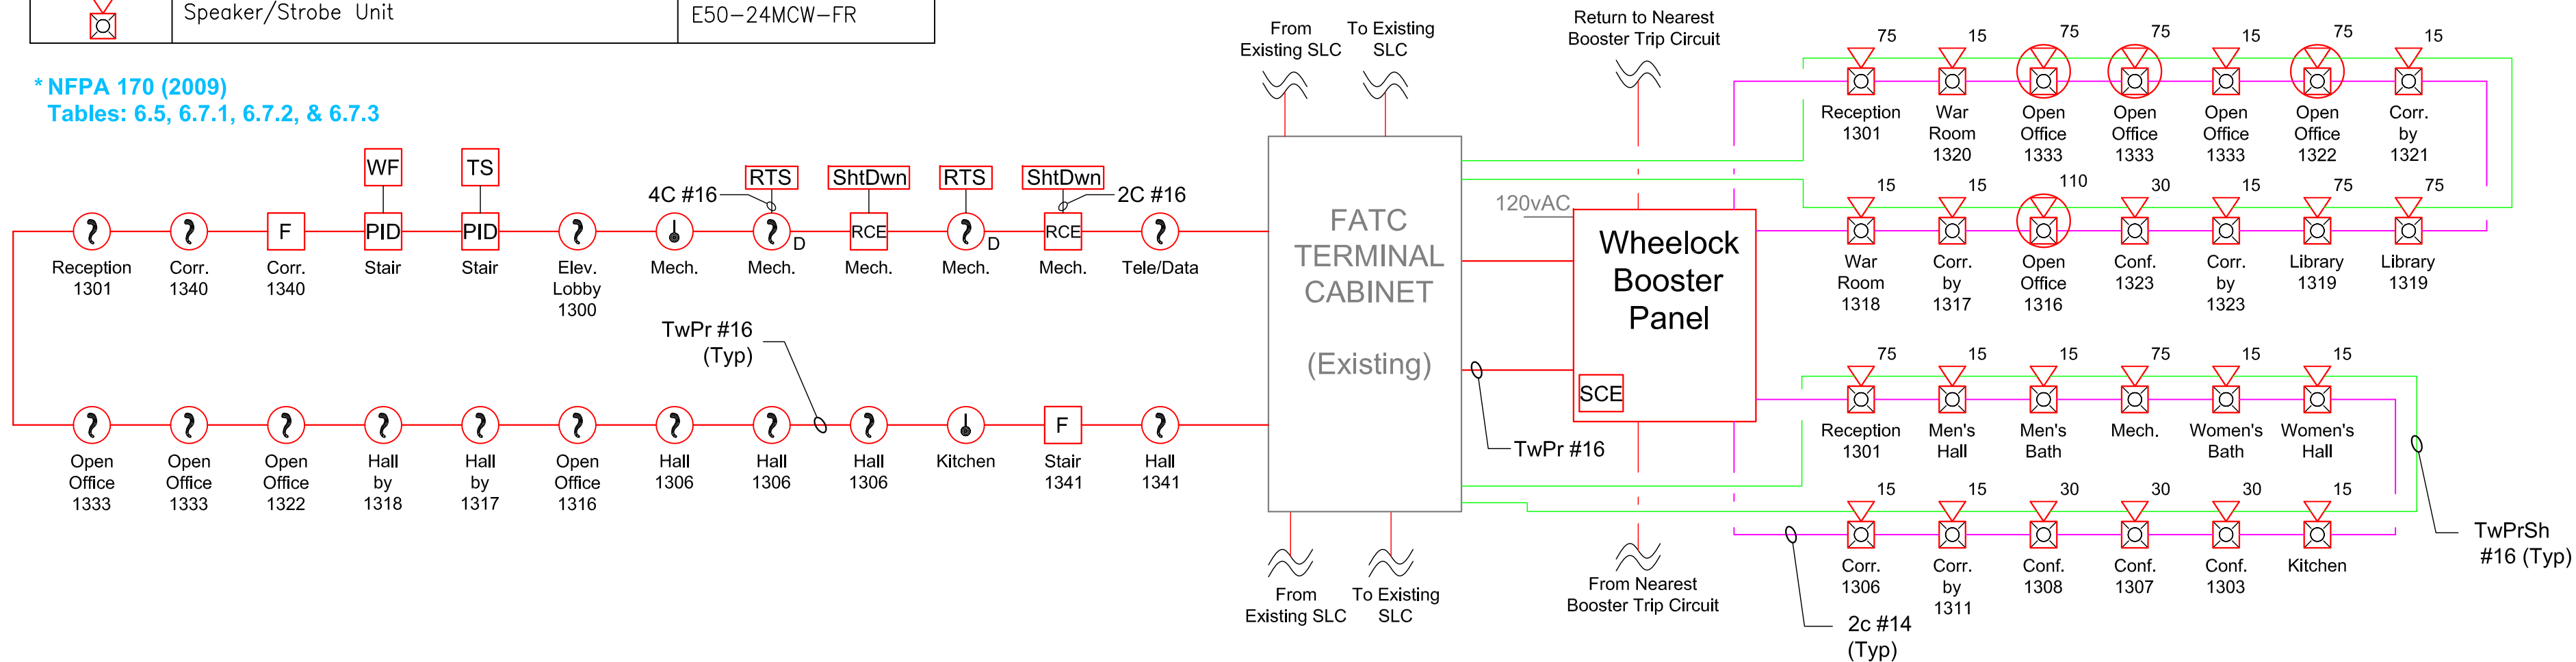 Speaker/Strobe Unit
E50-24MCW-FR
* NFPA 170 (2009)
Tables: 6.5, 6.7.1, 6.7.2, & 6.7.3
WF
TS
4C #16
RTS
ShtDwn
RTS
ShtDwn
2C #16
F
PID
PID
D
RCE
D
RCE
Reception
1301
Corr.
1340
Corr.
1340
Stair
Stair
Elev.
Lobby
1300
Mech.
Mech.
Mech.
Mech.
Mech.
Tele/Data
TwPr #16
(Typ)
F
Open
Office
1333
Open
Office
1333
Open
Office
1322
Hall
by
1318
Hall
by
1317
Open
Office
1316
Hall
1306
Hall
1306
Hall
1306
Kitchen
Stair
1341
Hall
1341
From
Existing SLC
To Existing
SLC
FATC
TERMINAL
CABINET
(Existing)
From
Existing SLC
To Existing
SLC
Return to Nearest
Booster Trip Circuit
120vAC
Wheelock
Booster
Panel
SCE
TwPr #16
From Nearest
Booster Trip Circuit
75
15
75
75
15
75
15
Reception
1301
War
Room
1320
Open
Office
1333
Open
Office
1333
Open
Office
1333
Open
Office
1322
Corr.
by
1321
15
15
110
30
15
75
75
War
Room
1318
Corr.
by
1317
Open
Office
1316
Conf.
1323
Corr.
by
1323
Library
1319
Library
1319
75
15
15
75
15
15
Reception
1301
Men's
Hall
Men's
Bath
Mech.
Women's
Bath
Women's
Hall
15
15
30
30
30
15
Corr.
1306
Corr.
by
1311
Conf.
1308
Conf.
1307
Conf.
1303
Kitchen
TwPrSh
#16 (Typ)
2c #14
(Typ)